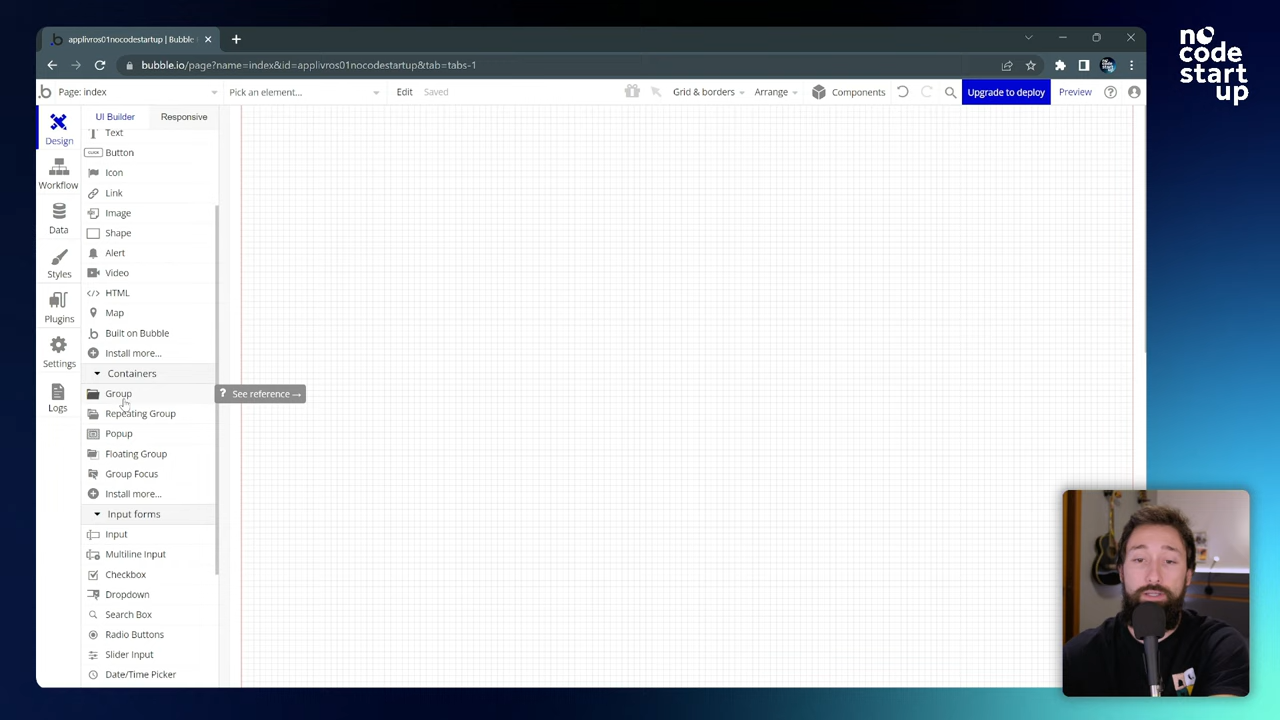 applivros01nocodestartup | Bubble
bubble.io/page?name=index&id=applivros01nocodestartup&tab=tabs-1
no
code
start
up
Page: index
Pick an element...
Edit
Saved
Grid & borders
Arrange
Components
Upgrade to deploy
Preview
Design
Workflow
Data
Styles
Plugins
Settings
Logs
UI Builder
Responsive
Text
CLICK
Button
Icon
Link
Image
Shape
Alert
Video
HTML
Map
Built on Bubble
Install more...
Containers
Group
? See reference →
Repeating Group
Popup
Floating Group
Group Focus
Install more...
Input forms
Input
Multiline Input
Checkbox
Dropdown
Search Box
Radio Buttons
Slider Input
Date/Time Picker